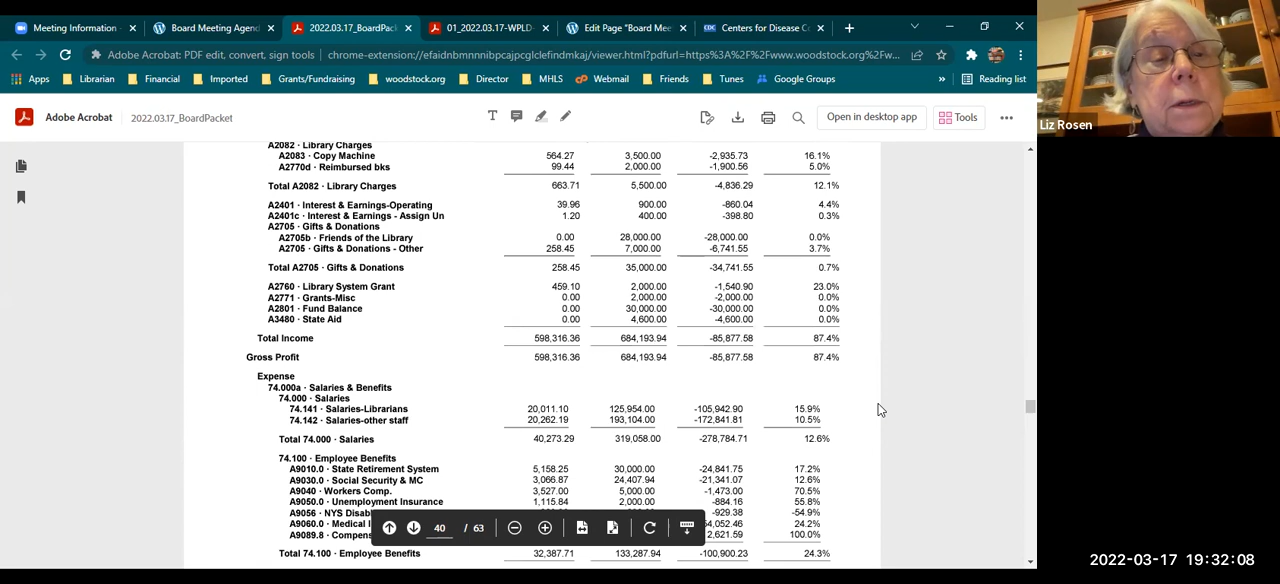 Meeting Information
Board Meeting Agend
2022.03.17_BoardPack
01_2022.03.17-WPLD
Edit Page "Board Mee
CDC Centers for Disease C
Adobe Acrobat: PDF edit, convert, sign tools | chrome-extension://efaidnbmnnnibpcajpcglclefindmkaj/viewer.html?pdfurl=https%3A%2F%2Fwww.woodstock.org%2Fw...
Apps Librarian Financial Imported Grants/Fundraising woodstock.org Director MHLS Webmail Friends Tunes Google Groups » Reading list
Adobe Acrobat 2022.03.17_BoardPacket Open in desktop app Tools
Liz Rosen
A2082 · Library Charges
A2083 · Copy Machine 564.27 3,500.00 -2,935.73 16.1%
A2770d · Reimbursed bks 99.44 2,000.00 -1,900.56 5.0%
Total A2082 · Library Charges 663.71 5,500.00 -4,836.29 12.1%
A2401 · Interest & Earnings-Operating 39.96 900.00 -860.04 4.4%
A2401c · Interest & Earnings - Assign Un 1.20 400.00 -398.80 0.3%
A2705 · Gifts & Donations
A2705b · Friends of the Library 0.00 28,000.00 -28,000.00 0.0%
A2705 · Gifts & Donations - Other 258.45 7,000.00 -6,741.55 3.7%
Total A2705 · Gifts & Donations 258.45 35,000.00 -34,741.55 0.7%
A2760 · Library System Grant 459.10 2,000.00 -1,540.90 23.0%
A2771 · Grants-Misc 0.00 2,000.00 -2,000.00 0.0%
A2801 · Fund Balance 0.00 30,000.00 -30,000.00 0.0%
A3480 · State Aid 0.00 4,600.00 -4,600.00 0.0%
Total Income 598,316.36 684,193.94 -85,877.58 87.4%
Gross Profit 598,316.36 684,193.94 -85,877.58 87.4%
Expense
74.000a · Salaries & Benefits
74.000 · Salaries
74.141 · Salaries-Librarians 20,011.10 125,954.00 -105,942.90 15.9%
74.142 · Salaries-other staff 20,262.19 193,104.00 -172,841.81 10.5%
Total 74.000 · Salaries 40,273.29 319,058.00 -278,784.71 12.6%
74.100 · Employee Benefits
A9010.0 · State Retirement System 5,158.25 30,000.00 -24,841.75 17.2%
A9030.0 · Social Security & MC 3,066.87 24,407.94 -21,341.07 12.6%
A9040 · Workers Comp. 3,527.00 5,000.00 -1,473.00 70.5%
A9050.0 · Unemployment Insurance 1,115.84 2,000.00 -884.16 55.8%
A9056 · NYS Disab -929.38 -54.9%
A9060.0 · Medical I 4,052.46 24.2%
A9089.8 · Compens 2,621.59 100.0%
40 / 63
Total 74.100 · Employee Benefits 32,387.71 133,287.94 -100,900.23 24.3%
2022-03-17 19:32:08